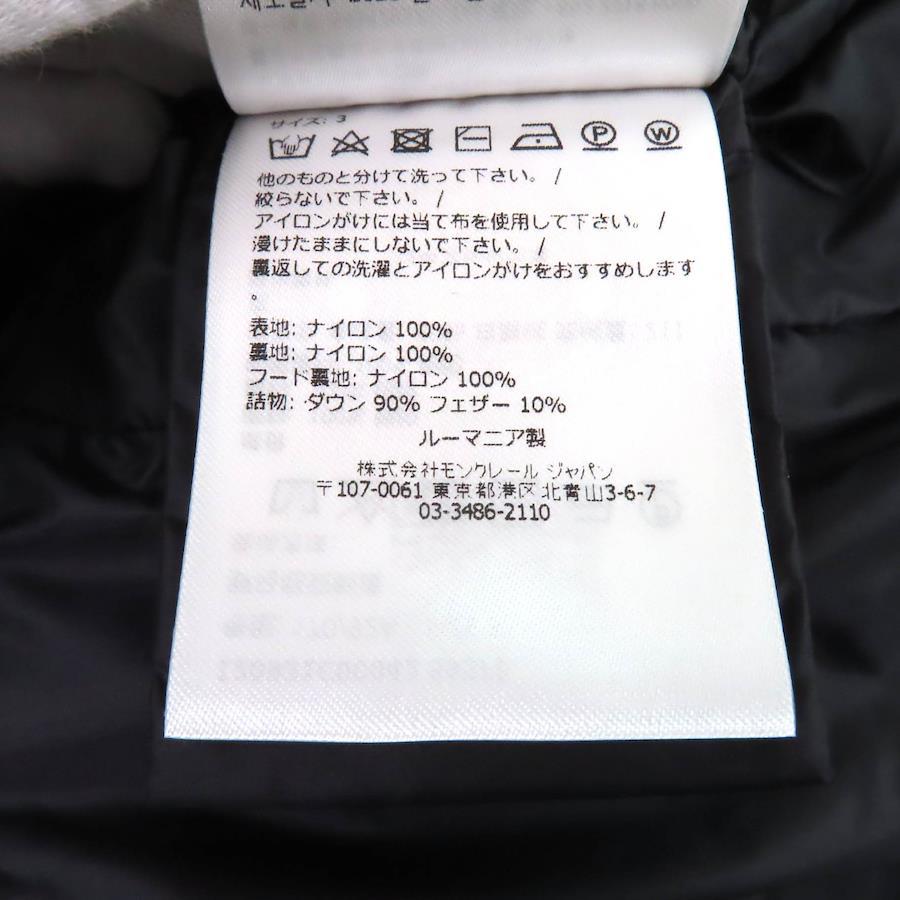 サイズ: 3
P W
他のものと分けて洗って下さい。 /
絞らないで下さい。 /
アイロンがけには当て布を使用して下さい。 /
浸けたままにしないで下さい。 /
裏返しての洗濯とアイロンがけをおすすめします
。
表地: ナイロン 100%
裏地: ナイロン 100%
フード裏地: ナイロン 100%
詰物: ダウン 90% フェザー 10%
ルーマニア製
株式会社モンクレール ジャパン
〒107-0061 東京都港区北青山3-6-7
03-3486-2110